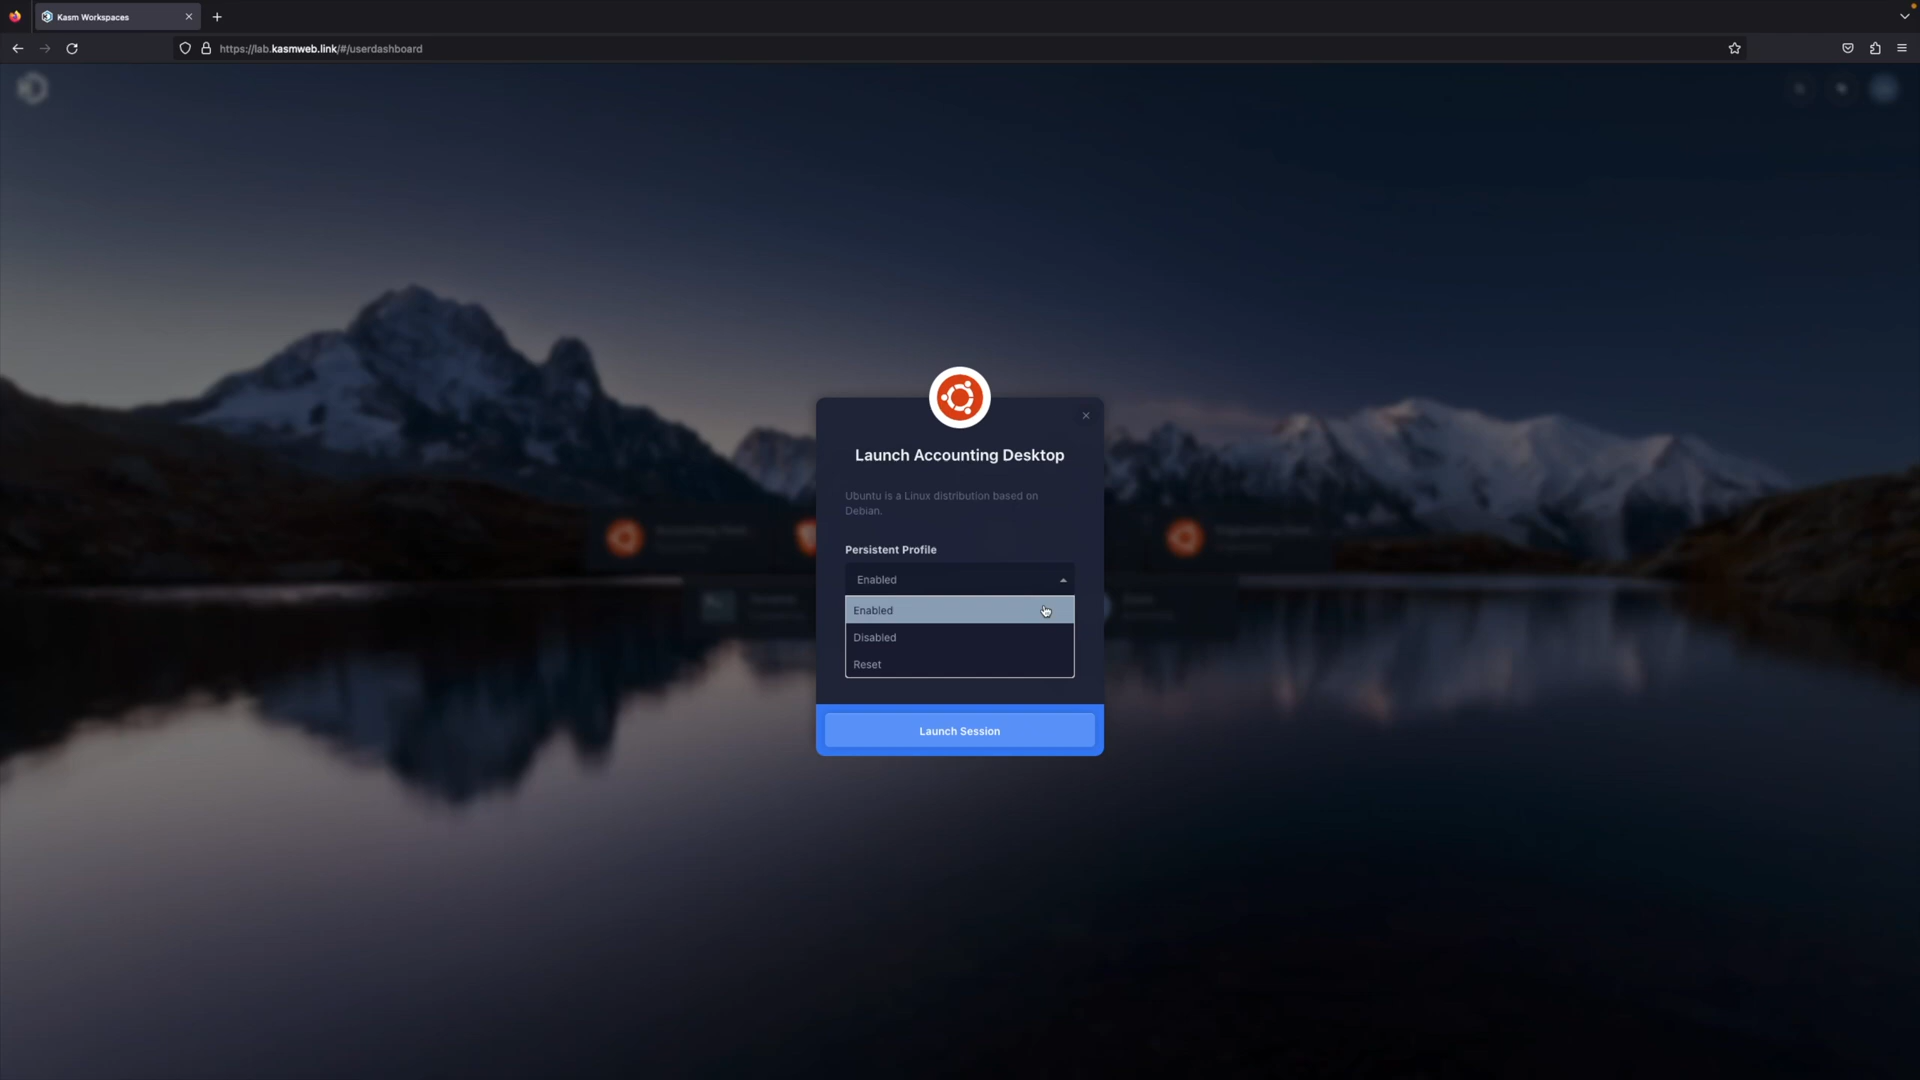 Kasm Workspaces
https://lab.kasmweb.link/#/userdashboard
Launch Accounting Desktop
Ubuntu is a Linux distribution based on
Debian.
Persistent Profile
Enabled
Enabled
Disabled
Reset
Launch Session